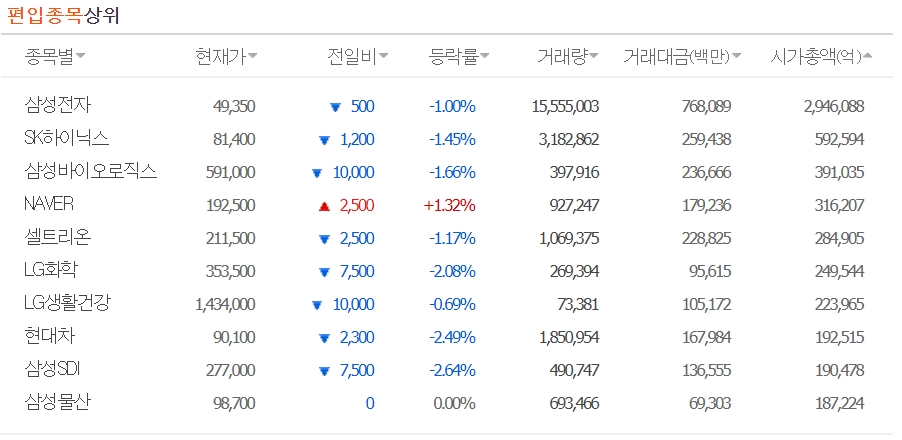 편입종목상위
종목별▼ 현재가▼ 전일비▼ 등락률▼ 거래량▼ 거래대금(백만)▼ 시가총액(억)▲
삼성전자 49,350 ▼ 500 -1.00% 15,555,003 768,089 2,946,088
SK하이닉스 81,400 ▼ 1,200 -1.45% 3,182,862 259,438 592,594
삼성바이오로직스 591,000 ▼ 10,000 -1.66% 397,916 236,666 391,035
NAVER 192,500 ▲ 2,500 +1.32% 927,247 179,236 316,207
셀트리온 211,500 ▼ 2,500 -1.17% 1,069,375 228,825 284,905
LG화학 353,500 ▼ 7,500 -2.08% 269,394 95,615 249,544
LG생활건강 1,434,000 ▼ 10,000 -0.69% 73,381 105,172 223,965
현대차 90,100 ▼ 2,300 -2.49% 1,850,954 167,984 192,515
삼성SDI 277,000 ▼ 7,500 -2.64% 490,747 136,555 190,478
삼성물산 98,700 0 0.00% 693,466 69,303 187,224